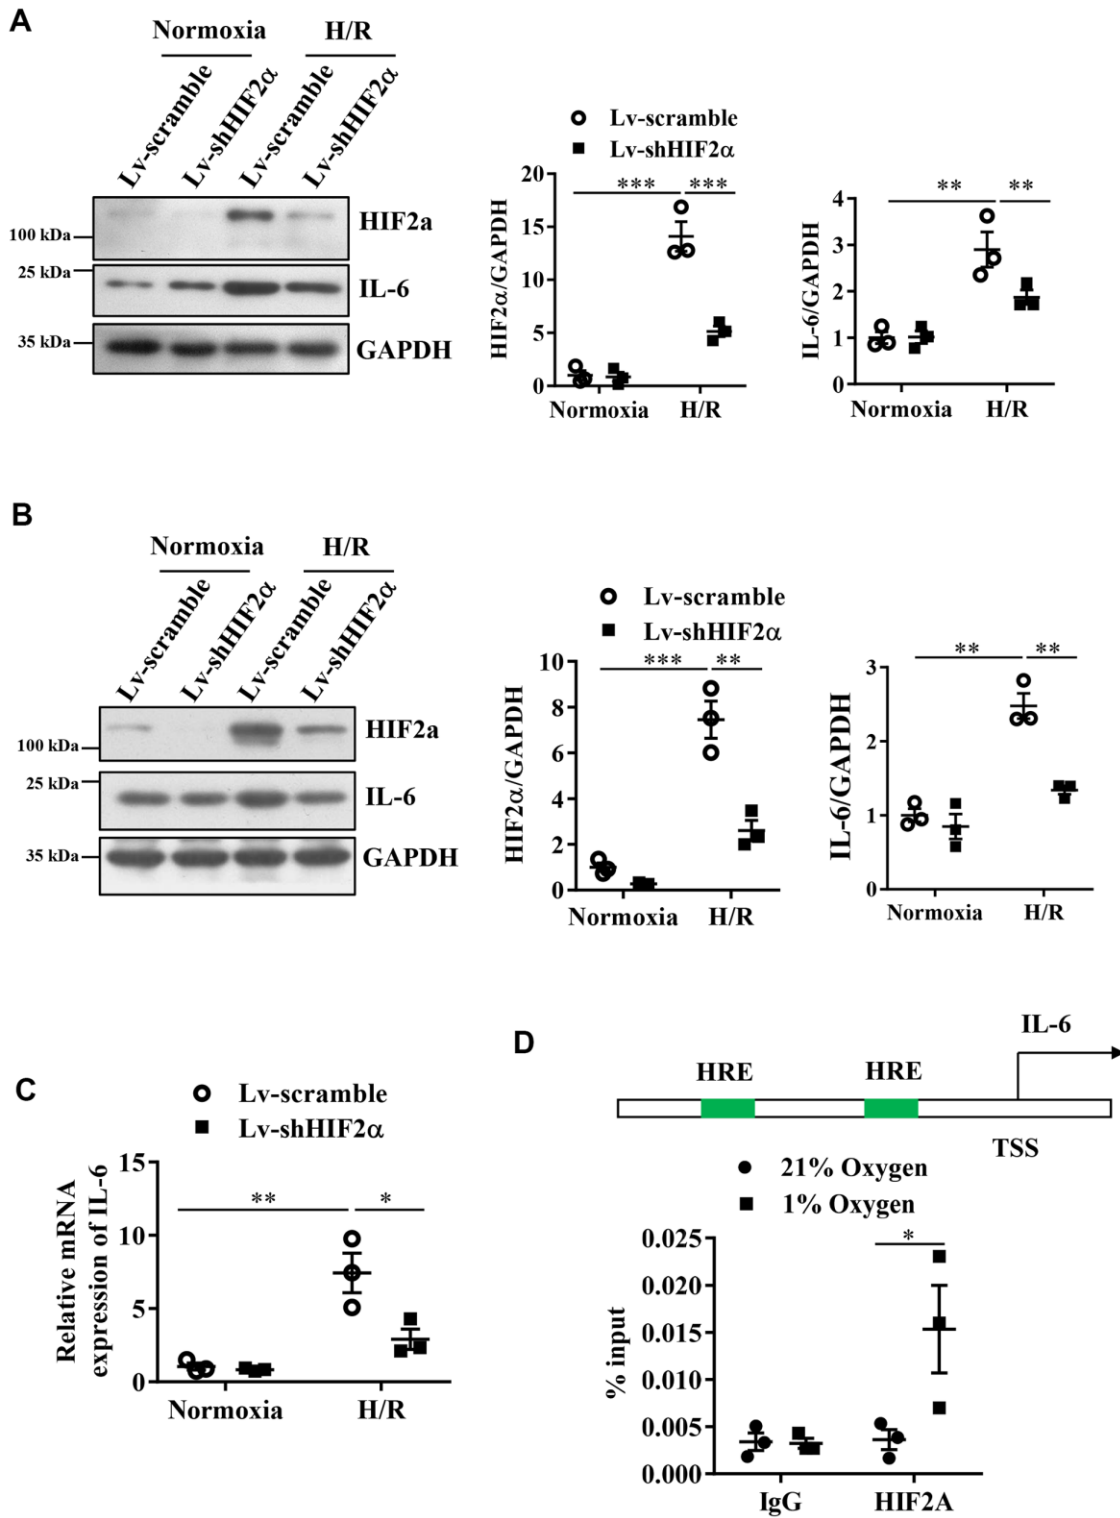 A
Normoxia H/R
Lv-scramble Lv-shHIF2α Lv-scramble Lv-shHIF2α
100 kDa HIF2a
25 kDa IL-6
35 kDa GAPDH
Lv-scramble
Lv-shHIF2α
HIF2α/GAPDH
20
15
10
5
0
*** ***
Normoxia H/R
IL-6/GAPDH
4
3
2
1
0
** **
Normoxia H/R
B
Normoxia H/R
Lv-scramble Lv-shHIF2α Lv-scramble Lv-shHIF2α
100 kDa HIF2a
25 kDa IL-6
35 kDa GAPDH
Lv-scramble
Lv-shHIF2α
HIF2α/GAPDH
10
8
6
4
2
0
*** **
Normoxia H/R
IL-6/GAPDH
3
2
1
0
** **
Normoxia H/R
C
Lv-scramble
Lv-shHIF2α
Relative mRNA
expression of IL-6
15
10
5
0
** *
Normoxia H/R
D
IL-6
HRE HRE
TSS
21% Oxygen
1% Oxygen
% input
0.025
0.020
0.015
0.010
0.005
0.000
*
IgG HIF2A